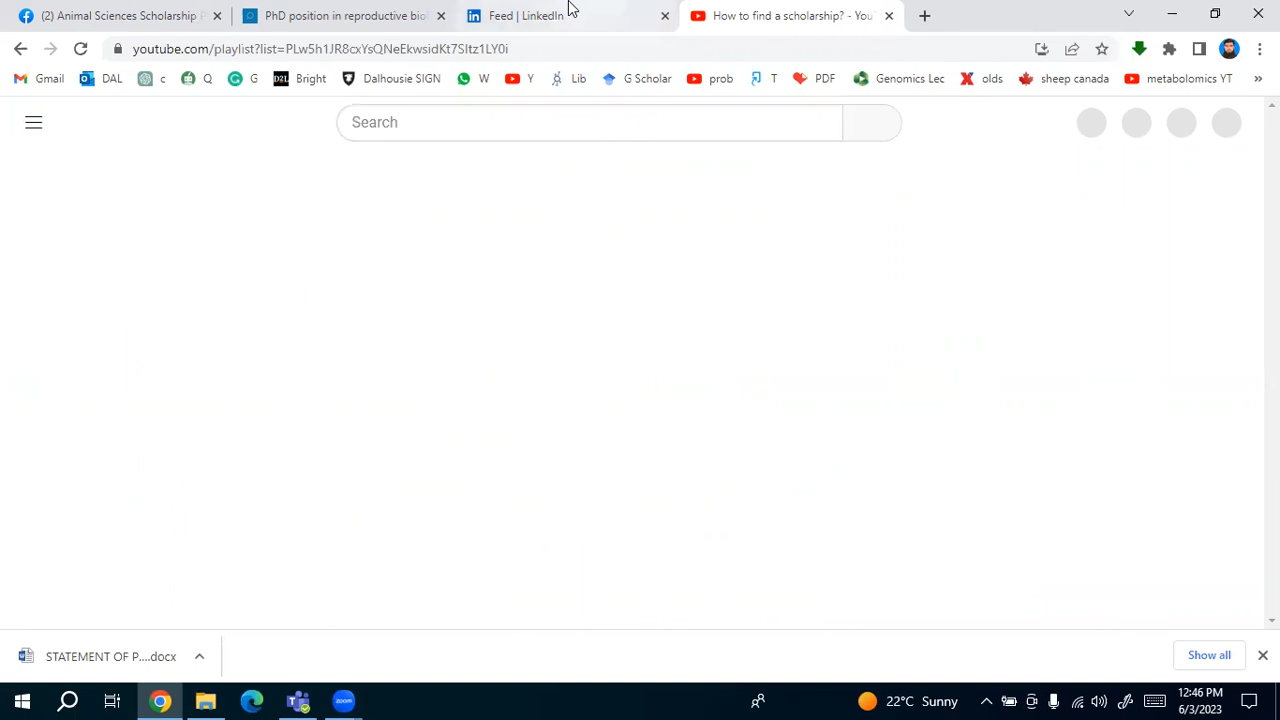 (2) Animal Sciences Scholarship P
PhD position in reproductive biol
Feed | LinkedIn
How to find a scholarship? - You
youtube.com/playlist?list=PLw5h1JR8cxYsQNeEkwsidKt7SItz1LY0i
Gmail DAL c Q G Bright Dalhousie SIGN W Y Lib G Scholar prob T PDF Genomics Lec olds sheep canada metabolomics YT »
Search
STATEMENT OF P....docx
Show all
zoom
22°C Sunny
12:46 PM
6/3/2023